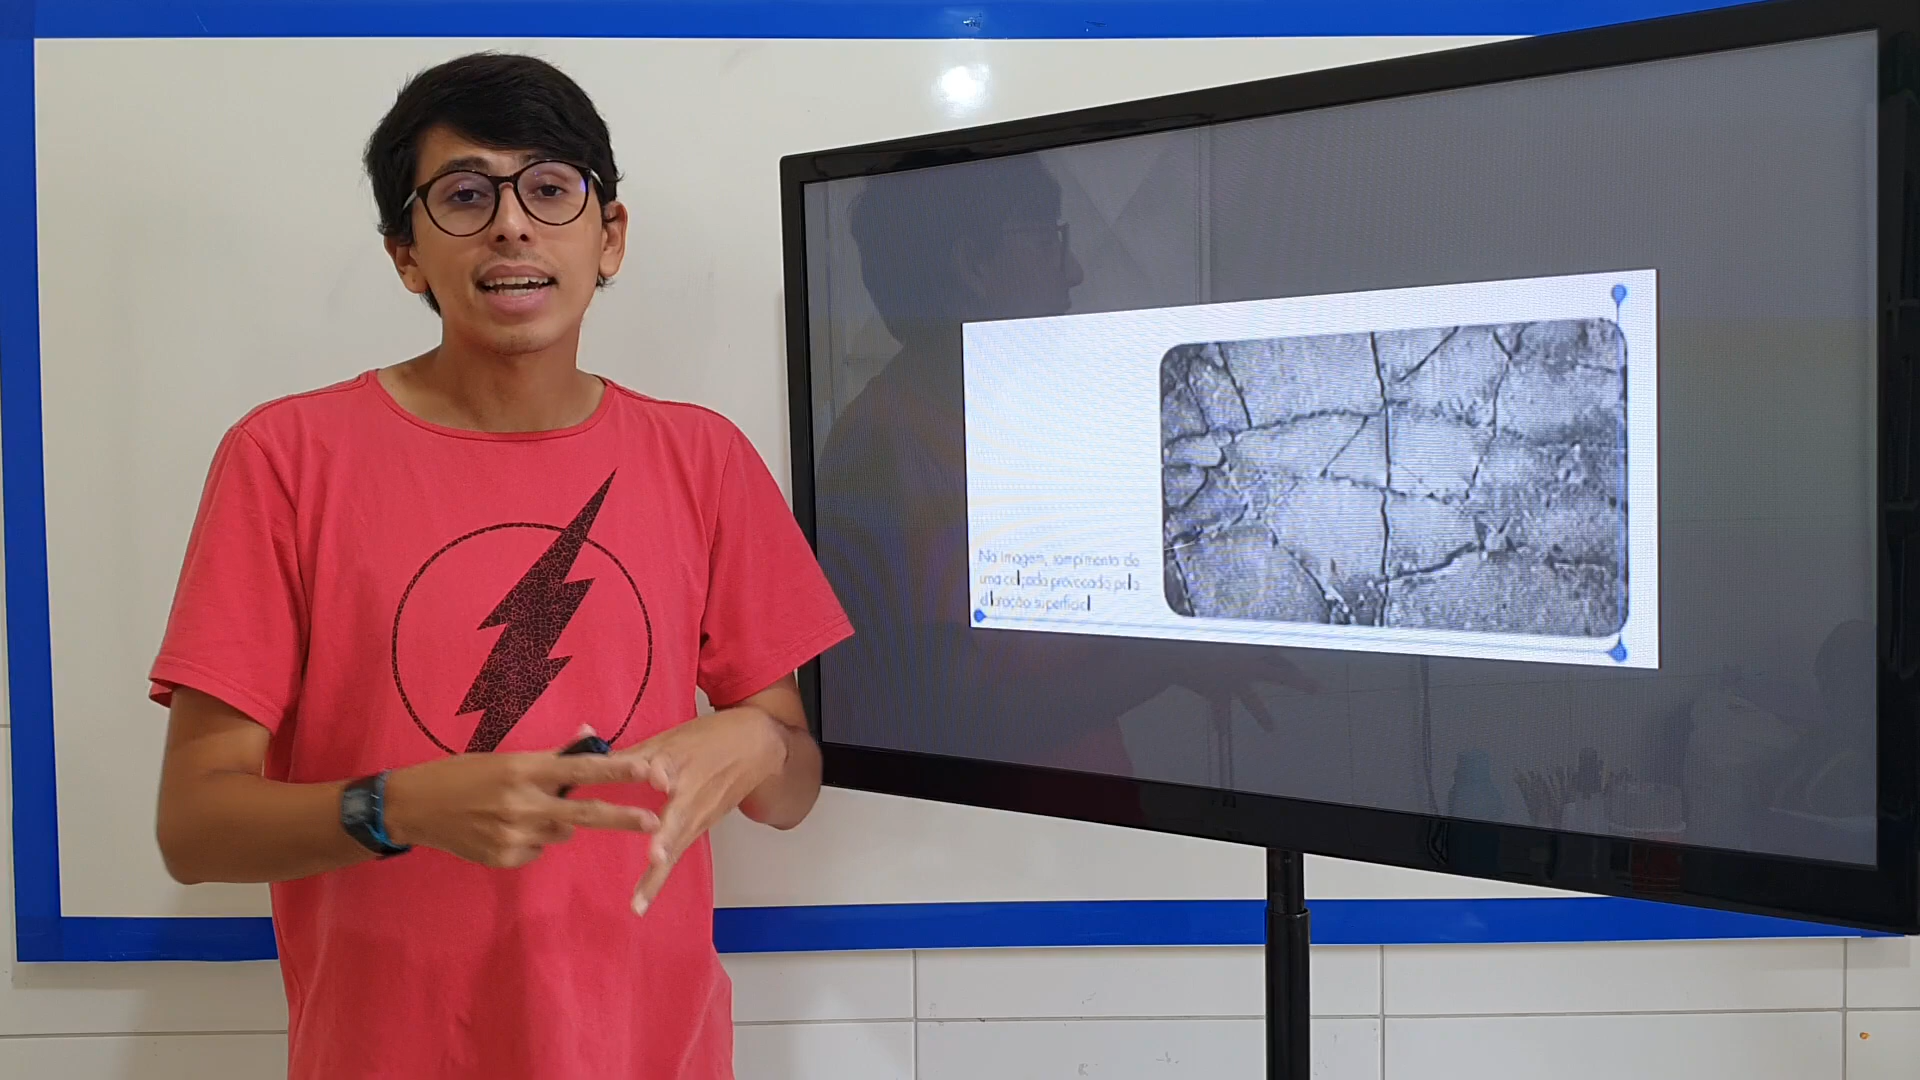 Na imagem, rompimento de
uma calçada provocado pela
dilatação superficial